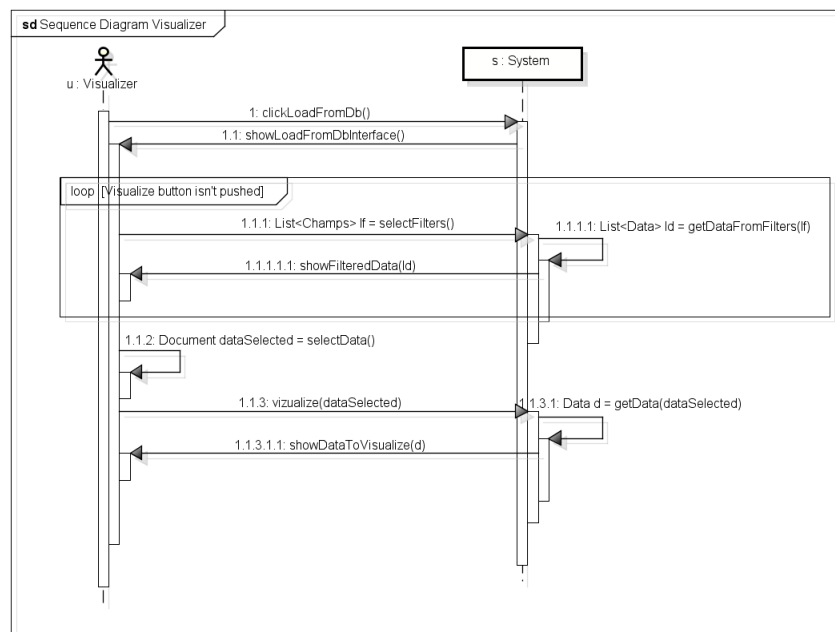 sd Sequence Diagram Visualizer
u : Visualizer
s : System
1: clickLoadFromDb()
1.1: showLoadFromDbInterface()
loop [Visualize button isn't pushed]
1.1.1: List<Champs> lf = selectFilters()
1.1.1.1: List<Data> ld = getDataFromFilters(lf)
1.1.1.1.1: showFilteredData(ld)
1.1.2: Document dataSelected = selectData()
1.1.3: vizualize(dataSelected)
1.1.3.1: Data d = getData(dataSelected)
1.1.3.1.1: showDataToVisualize(d)